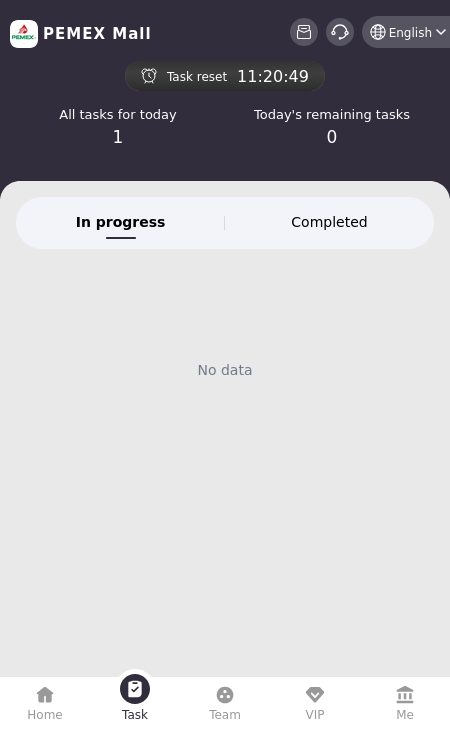 PEMEX
PEMEX Mall
English
Task reset 11:20:49
All tasks for today
1
Today's remaining tasks
0
In progress
Completed
No data
Home
Task
Team
VIP
Me